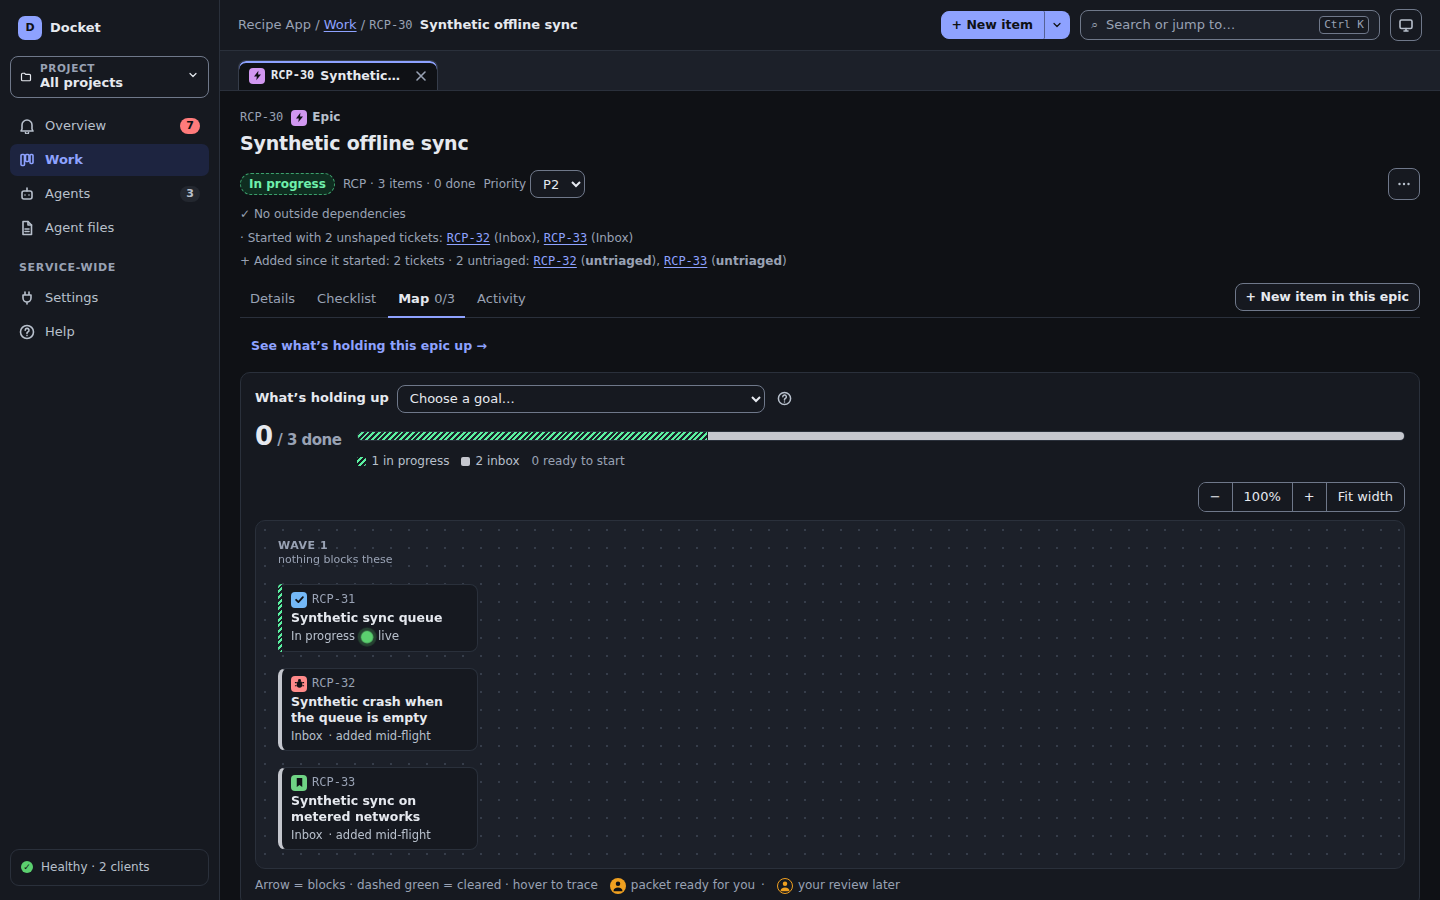 D Docket
PROJECT
All projects
Overview 7
Work
Agents 3
Agent files
SERVICE-WIDE
Settings
Help
Healthy · 2 clients
Recipe App / Work / RCP-30 Synthetic offline sync
+ New item
Search or jump to… Ctrl K
RCP-30 Synthetic…
RCP-30 Epic
Synthetic offline sync
In progress RCP · 3 items · 0 done Priority P2
✓ No outside dependencies
· Started with 2 unshaped tickets: RCP-32 (Inbox), RCP-33 (Inbox)
+ Added since it started: 2 tickets · 2 untriaged: RCP-32 (untriaged), RCP-33 (untriaged)
Details Checklist Map 0/3 Activity
+ New item in this epic
See what’s holding this epic up →
What’s holding up Choose a goal…
0 / 3 done
1 in progress 2 inbox 0 ready to start
− 100% + Fit width
WAVE 1
nothing blocks these
RCP-31
Synthetic sync queue
In progress live
RCP-32
Synthetic crash when
the queue is empty
Inbox · added mid-flight
RCP-33
Synthetic sync on
metered networks
Inbox · added mid-flight
Arrow = blocks · dashed green = cleared · hover to trace packet ready for you · your review later